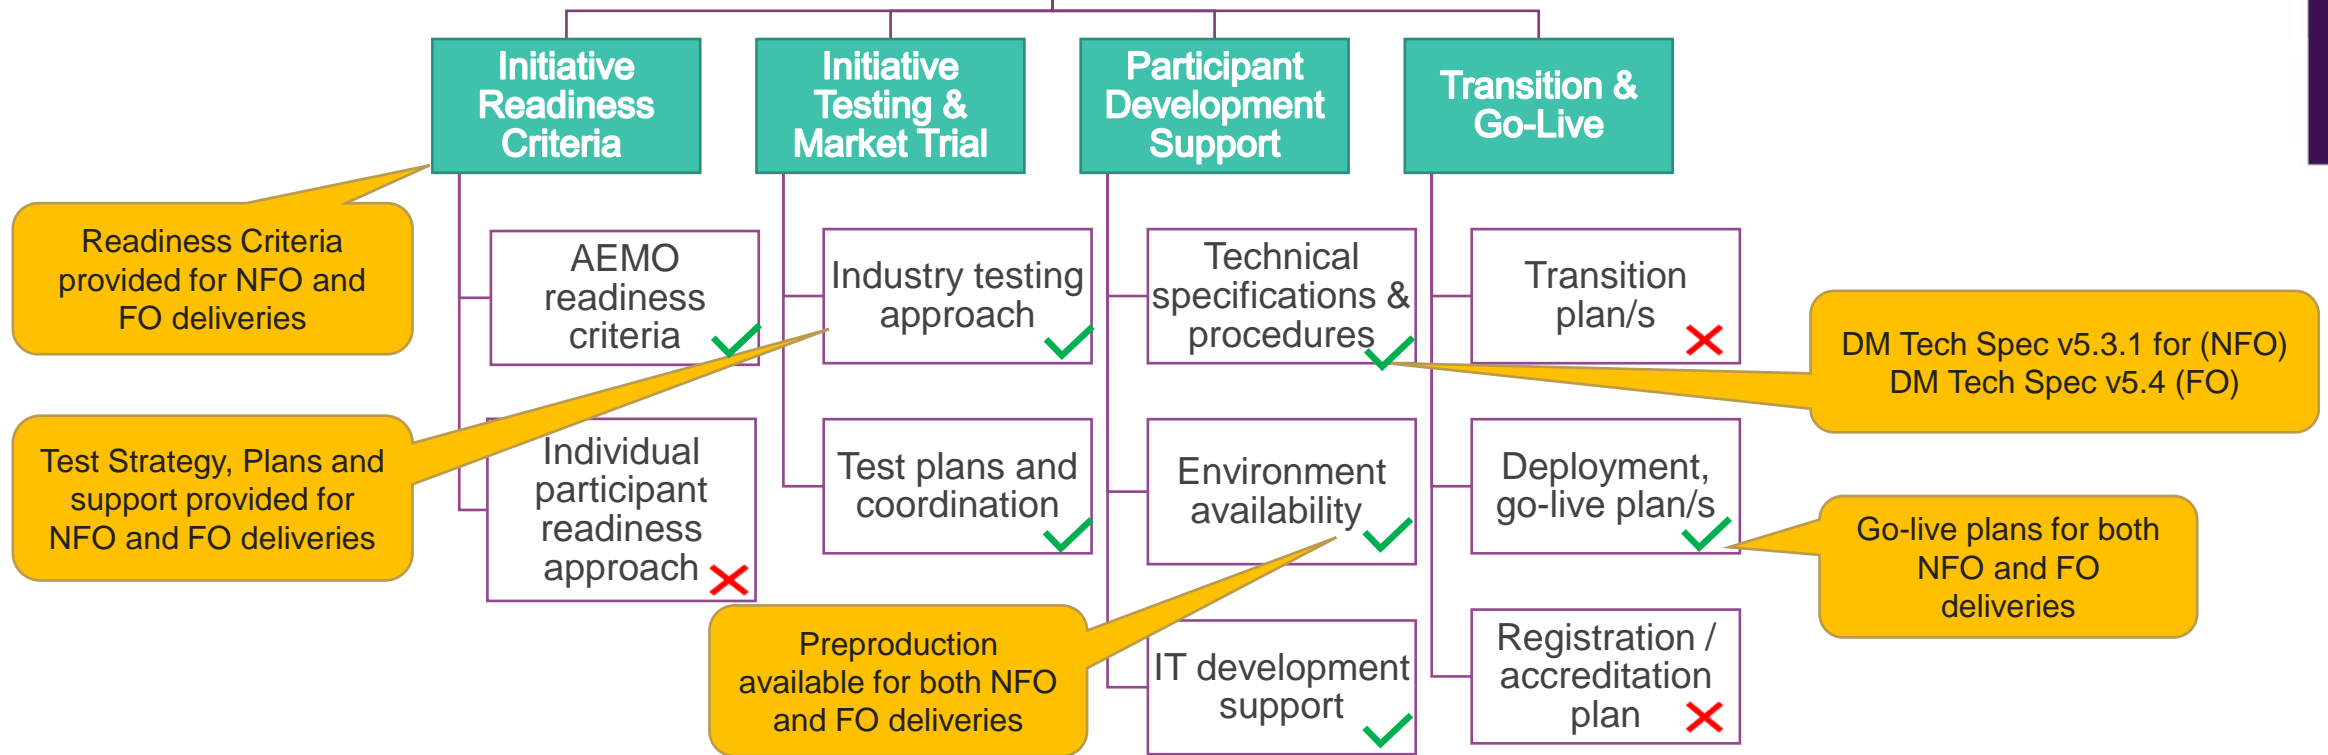 Initiative
Readiness
Criteria
Initiative
Testing &
Market Trial
Participant
Development
Support
Transition &
Go-Live
Readiness Criteria
provided for NFO and
FO deliveries
AEMO
readiness
criteria
Industry testing
approach
Technical
specifications &
procedures
Transition
plan/s
DM Tech Spec v5.3.1 for (NFO)
DM Tech Spec v5.4 (FO)
Test Strategy, Plans and
support provided for
NFO and FO deliveries
Individual
participant
readiness
approach
Test plans and
coordination
Environment
availability
Deployment,
go-live plan/s
Go-live plans for both
NFO and FO
deliveries
Preproduction
available for both NFO
and FO deliveries
IT development
support
Registration /
accreditation
plan